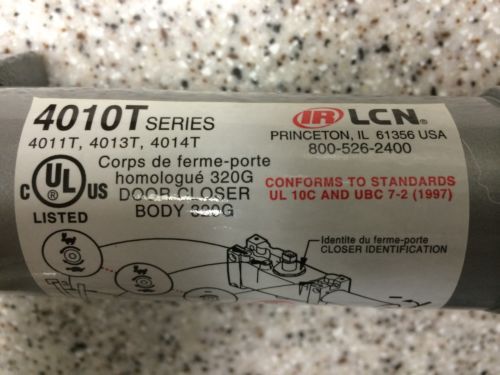 4010T SERIES
4011T, 4013T, 4014T
IR LCN®
PRINCETON, IL 61356 USA
800-526-2400
C UL® US
LISTED
Corps de ferme-porte
homologué 320G
DOOR CLOSER
BODY 320G
CONFORMS TO STANDARDS
UL 10C AND UBC 7-2 (1997)
Identite du ferme-porte
CLOSER IDENTIFICATION